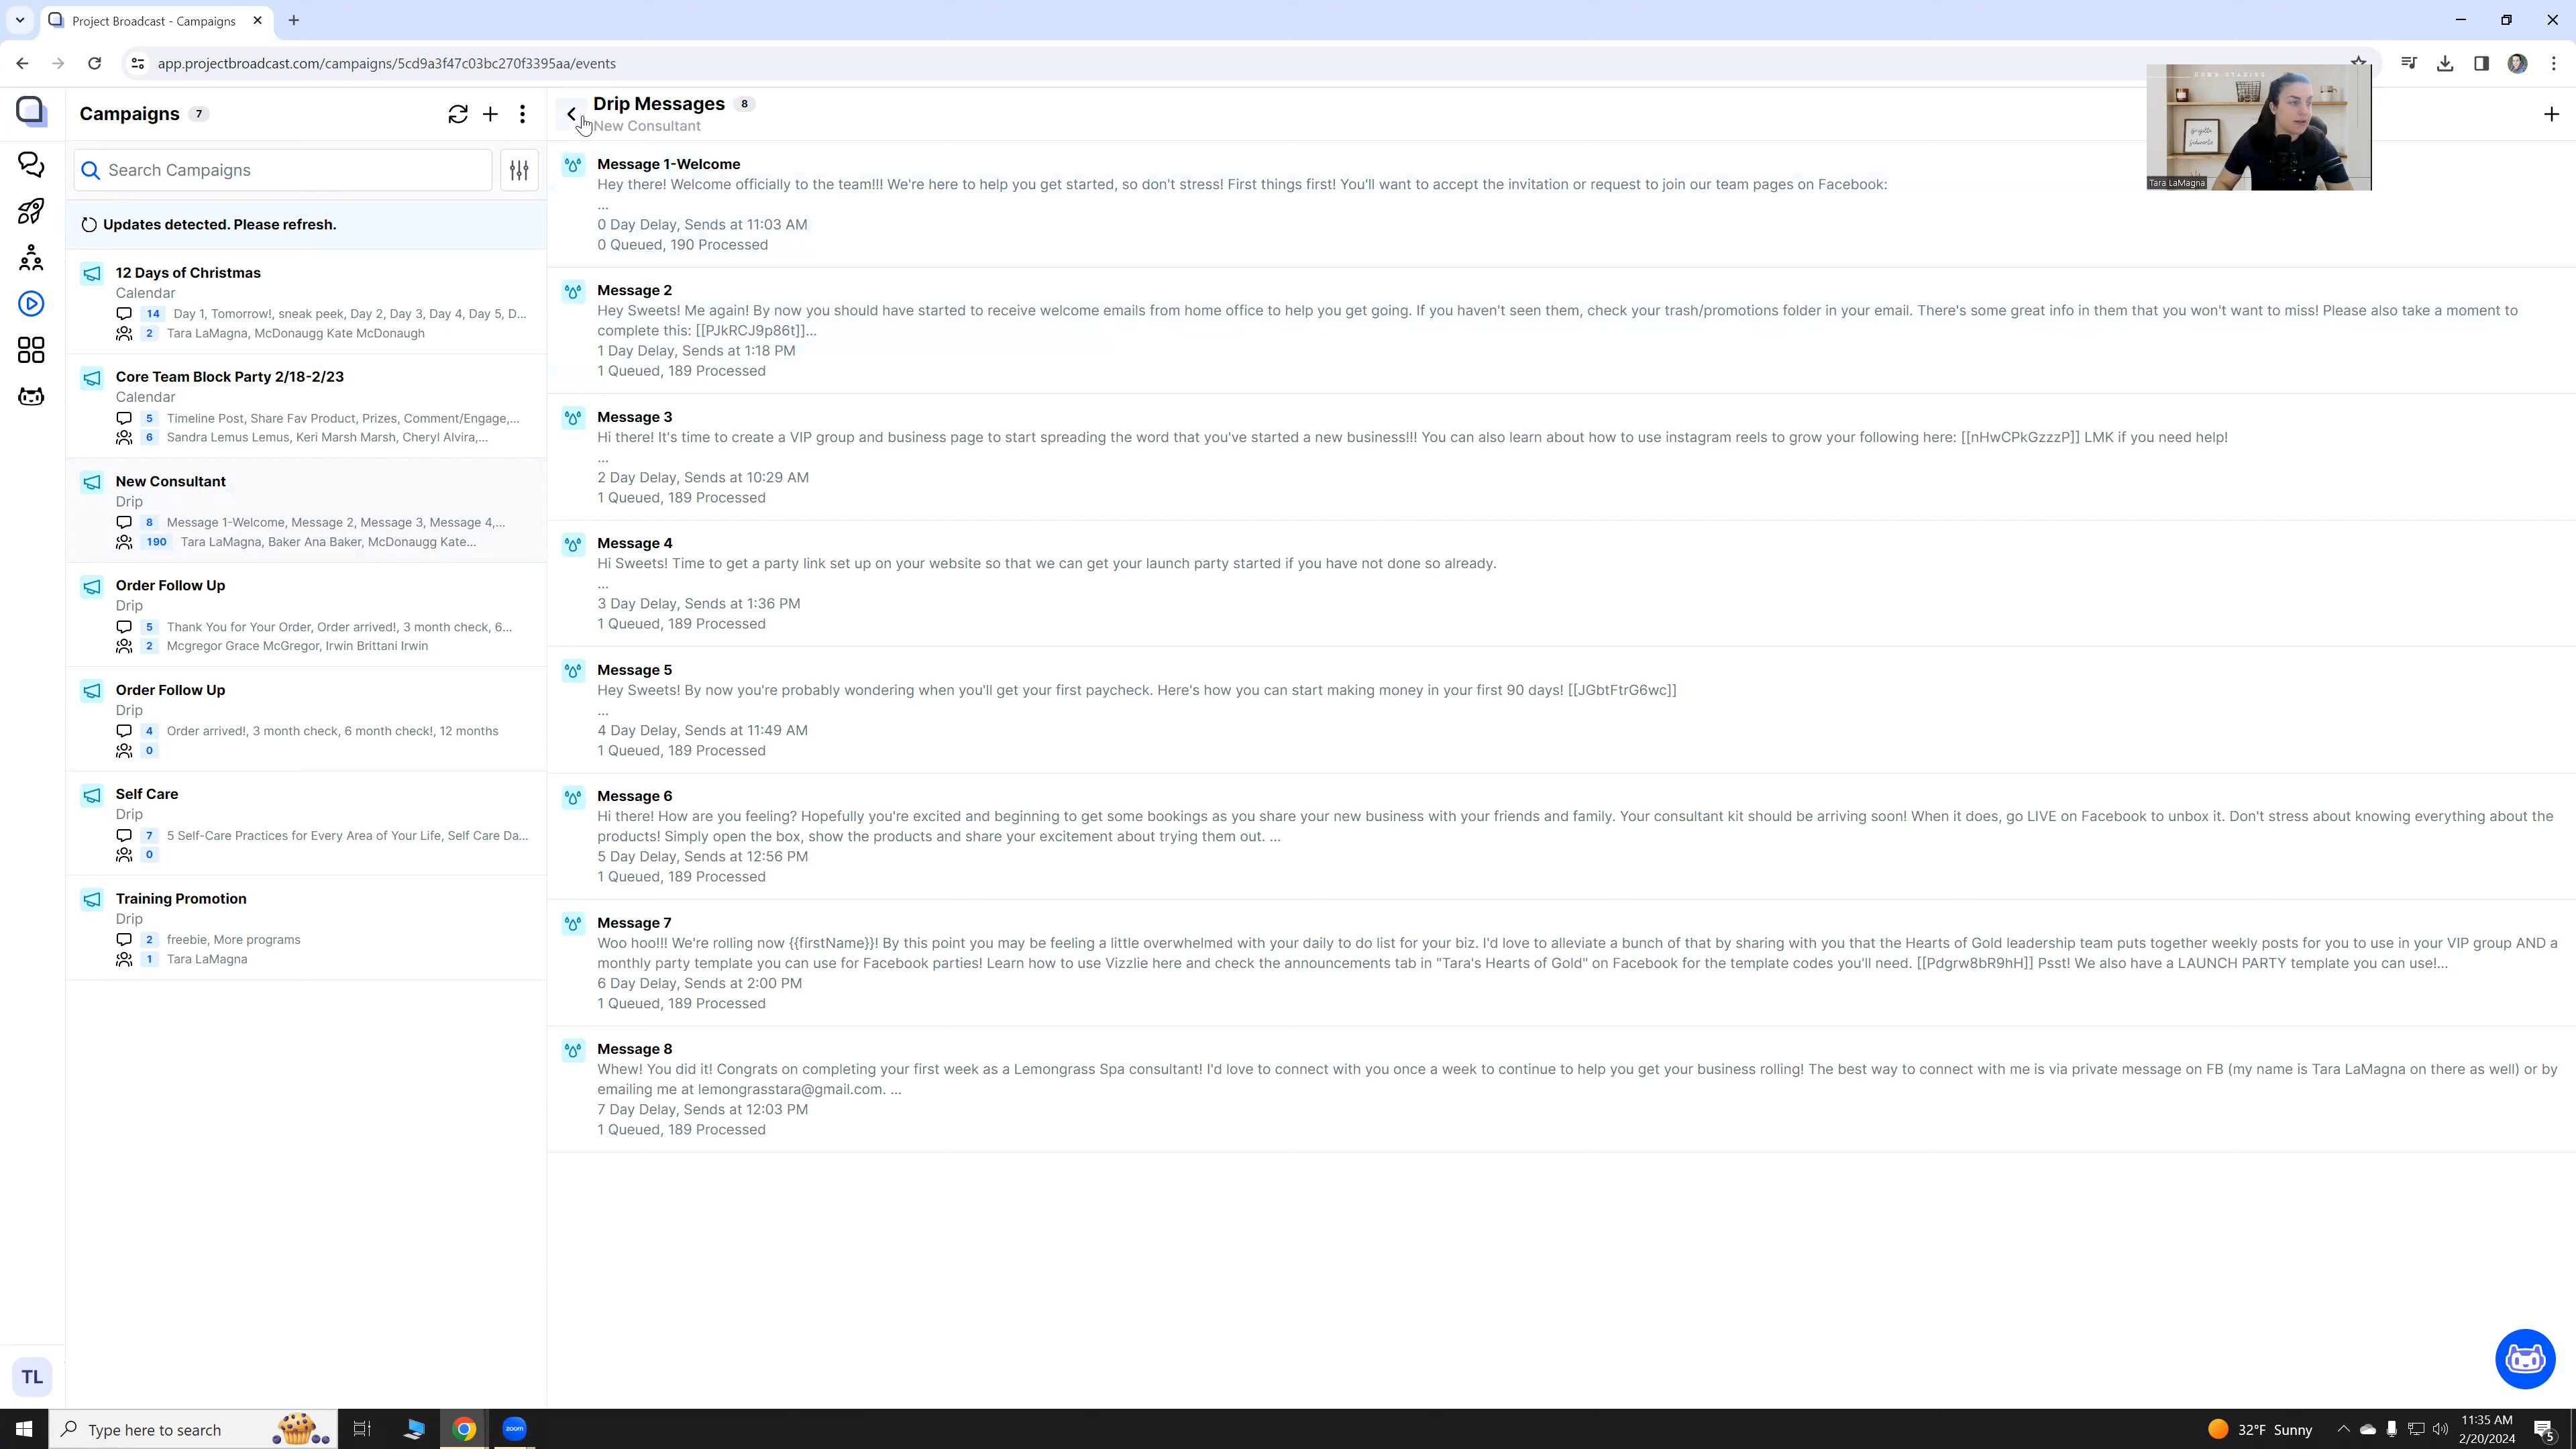 Project Broadcast - Campaigns
app.projectbroadcast.com/campaigns/5cd9a3f47c03bc270f3395aa/events
Campaigns 7
Search Campaigns
Updates detected. Please refresh.
12 Days of Christmas
Calendar
14 Day 1, Tomorrow!, sneak peek, Day 2, Day 3, Day 4, Day 5, D...
2 Tara LaMagna, McDonaugg Kate McDonaugh
Core Team Block Party 2/18-2/23
Calendar
5 Timeline Post, Share Fav Product, Prizes, Comment/Engage,...
6 Sandra Lemus Lemus, Keri Marsh Marsh, Cheryl Alvira,...
New Consultant
Drip
8 Message 1-Welcome, Message 2, Message 3, Message 4,...
190 Tara LaMagna, Baker Ana Baker, McDonaugg Kate...
Order Follow Up
Drip
5 Thank You for Your Order, Order arrived!, 3 month check, 6...
2 Mcgregor Grace McGregor, Irwin Brittani Irwin
Order Follow Up
Drip
4 Order arrived!, 3 month check, 6 month check!, 12 months
0
Self Care
Drip
7 5 Self-Care Practices for Every Area of Your Life, Self Care Da...
0
Training Promotion
Drip
2 freebie, More programs
1 Tara LaMagna
TL
Drip Messages 8
New Consultant
Message 1-Welcome
Hey there! Welcome officially to the team!!! We're here to help you get started, so don't stress! First things first! You'll want to accept the invitation or request to join our team pages on Facebook:
...
0 Day Delay, Sends at 11:03 AM
0 Queued, 190 Processed
Message 2
Hey Sweets! Me again! By now you should have started to receive welcome emails from home office to help you get going. If you haven't seen them, check your trash/promotions folder in your email. There's some great info in them that you won't want to miss! Please also take a moment to
complete this: [[PJkRCJ9p86t]]...
1 Day Delay, Sends at 1:18 PM
1 Queued, 189 Processed
Message 3
Hi there! It's time to create a VIP group and business page to start spreading the word that you've started a new business!!! You can also learn about how to use instagram reels to grow your following here: [[nHwCPkGzzzP]] LMK if you need help!
...
2 Day Delay, Sends at 10:29 AM
1 Queued, 189 Processed
Message 4
Hi Sweets! Time to get a party link set up on your website so that we can get your launch party started if you have not done so already.
...
3 Day Delay, Sends at 1:36 PM
1 Queued, 189 Processed
Message 5
Hey Sweets! By now you're probably wondering when you'll get your first paycheck. Here's how you can start making money in your first 90 days! [[JGbtFtrG6wc]]
...
4 Day Delay, Sends at 11:49 AM
1 Queued, 189 Processed
Message 6
Hi there! How are you feeling? Hopefully you're excited and beginning to get some bookings as you share your new business with your friends and family. Your consultant kit should be arriving soon! When it does, go LIVE on Facebook to unbox it. Don't stress about knowing everything about the
products! Simply open the box, show the products and share your excitement about trying them out. ...
5 Day Delay, Sends at 12:56 PM
1 Queued, 189 Processed
Message 7
Woo hoo!!! We're rolling now {{firstName}}! By this point you may be feeling a little overwhelmed with your daily to do list for your biz. I'd love to alleviate a bunch of that by sharing with you that the Hearts of Gold leadership team puts together weekly posts for you to use in your VIP group AND a
monthly party template you can use for Facebook parties! Learn how to use Vizzlie here and check the announcements tab in "Tara's Hearts of Gold" on Facebook for the template codes you'll need. [[Pdgrw8bR9hH]] Psst! We also have a LAUNCH PARTY template you can use!...
6 Day Delay, Sends at 2:00 PM
1 Queued, 189 Processed
Message 8
Whew! You did it! Congrats on completing your first week as a Lemongrass Spa consultant! I'd love to connect with you once a week to continue to help you get your business rolling! The best way to connect with me is via private message on FB (my name is Tara LaMagna on there as well) or by
emailing me at lemongrasstara@gmail.com. ...
7 Day Delay, Sends at 12:03 PM
1 Queued, 189 Processed
Tara LaMagna
Type here to search
zoom
32°F Sunny
11:35 AM
2/20/2024
5